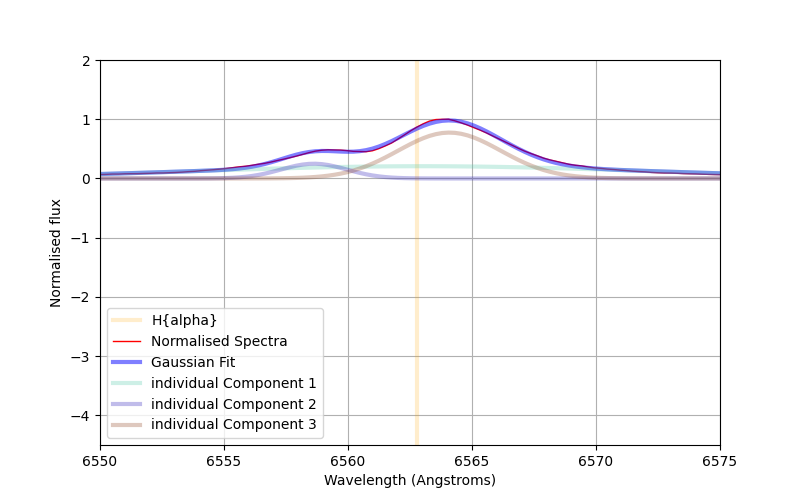 2
1
0
−1
−2
−3
−4
Normalised flux
H{alpha}
Normalised Spectra
Gaussian Fit
individual Component 1
individual Component 2
individual Component 3
6550 6555 6560 6565 6570 6575
Wavelength (Angstroms)